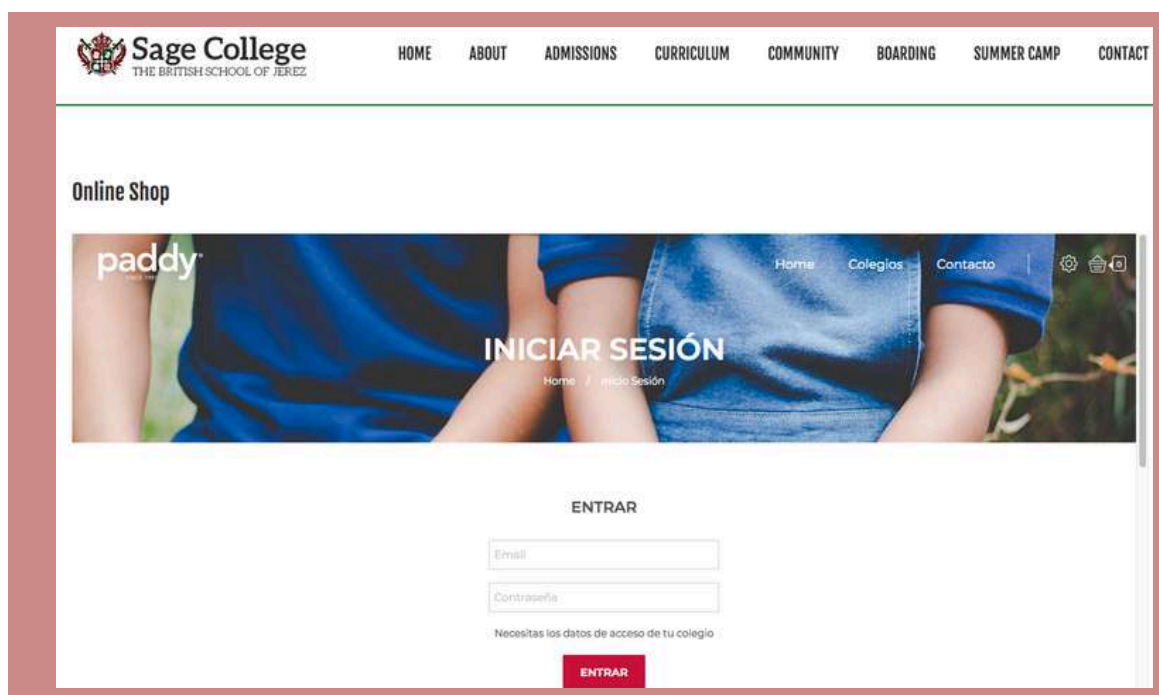 Sage College
THE BRITISH SCHOOL OF JEREZ
HOME ABOUT ADMISSIONS CURRICULUM COMMUNITY BOARDING SUMMER CAMP CONTACT
Online Shop
paddy
Home Colegios Contacto
0
INICIAR SESIÓN
Home / Inicio Sesión
ENTRAR
Email
Contraseña
Necesitas los datos de acceso de tu colegio
ENTRAR